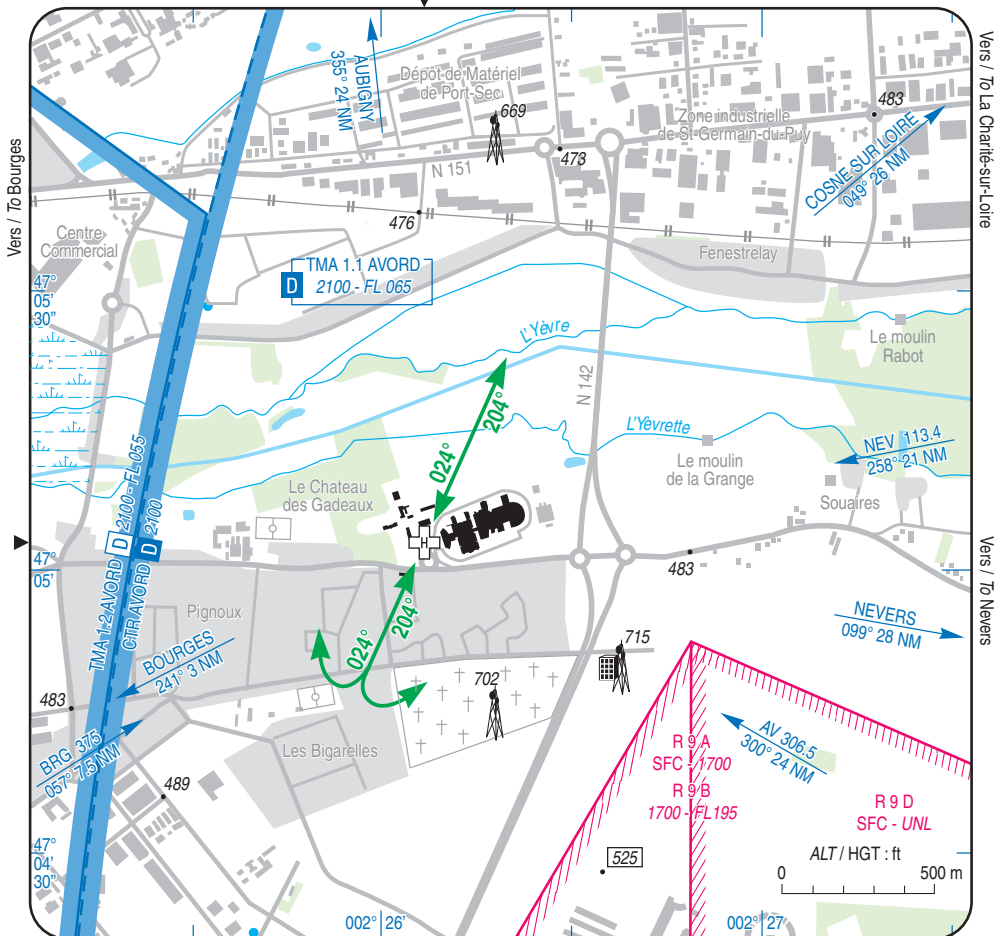 Vers / To Bourges
Vers / To La Charité-sur-Loire
Vers / To Nevers
AUBIGNY
355° 24 NM
Dépôt de Matériel
de Port-Sec
669
473
Zone industrielle
de St-Germain-du-Puy
483
COSNE SUR LOIRE
049° 26 NM
N 151
476
Centre
Commercial
TMA 1.1 AVORD
D
2100 - FL 065
Fenestrelay
47°
05'
30"
L'Yèvre
Le moulin
Rabot
N 142
024°
204°
L'Yèvrette
NEV 113.4
258° 21 NM
Le moulin
de la Grange
Le Chateau
des Gadeaux
Souaires
TMA 1.2 AVORD D 2100 - FL 055
CTR AVORD D 2100
H
47°
05'
483
Pignoux
024°
204°
NEVERS
099° 28 NM
BOURGES
241° 3 NM
715
702
483
BRG 375
057° 7.5 NM
Les Bigarelles
R 9 A
SFC - 1700
R 9 B
1700 - FL195
AV 306.5
300° 24 NM
489
R 9 D
SFC - UNL
47°
04'
30"
525
ALT / HGT : ft
0 500 m
002° 26'
002° 27'